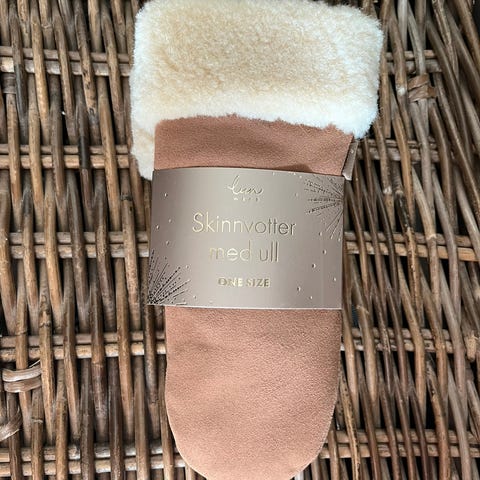 Skinnvotter
med ull
ONE SIZE